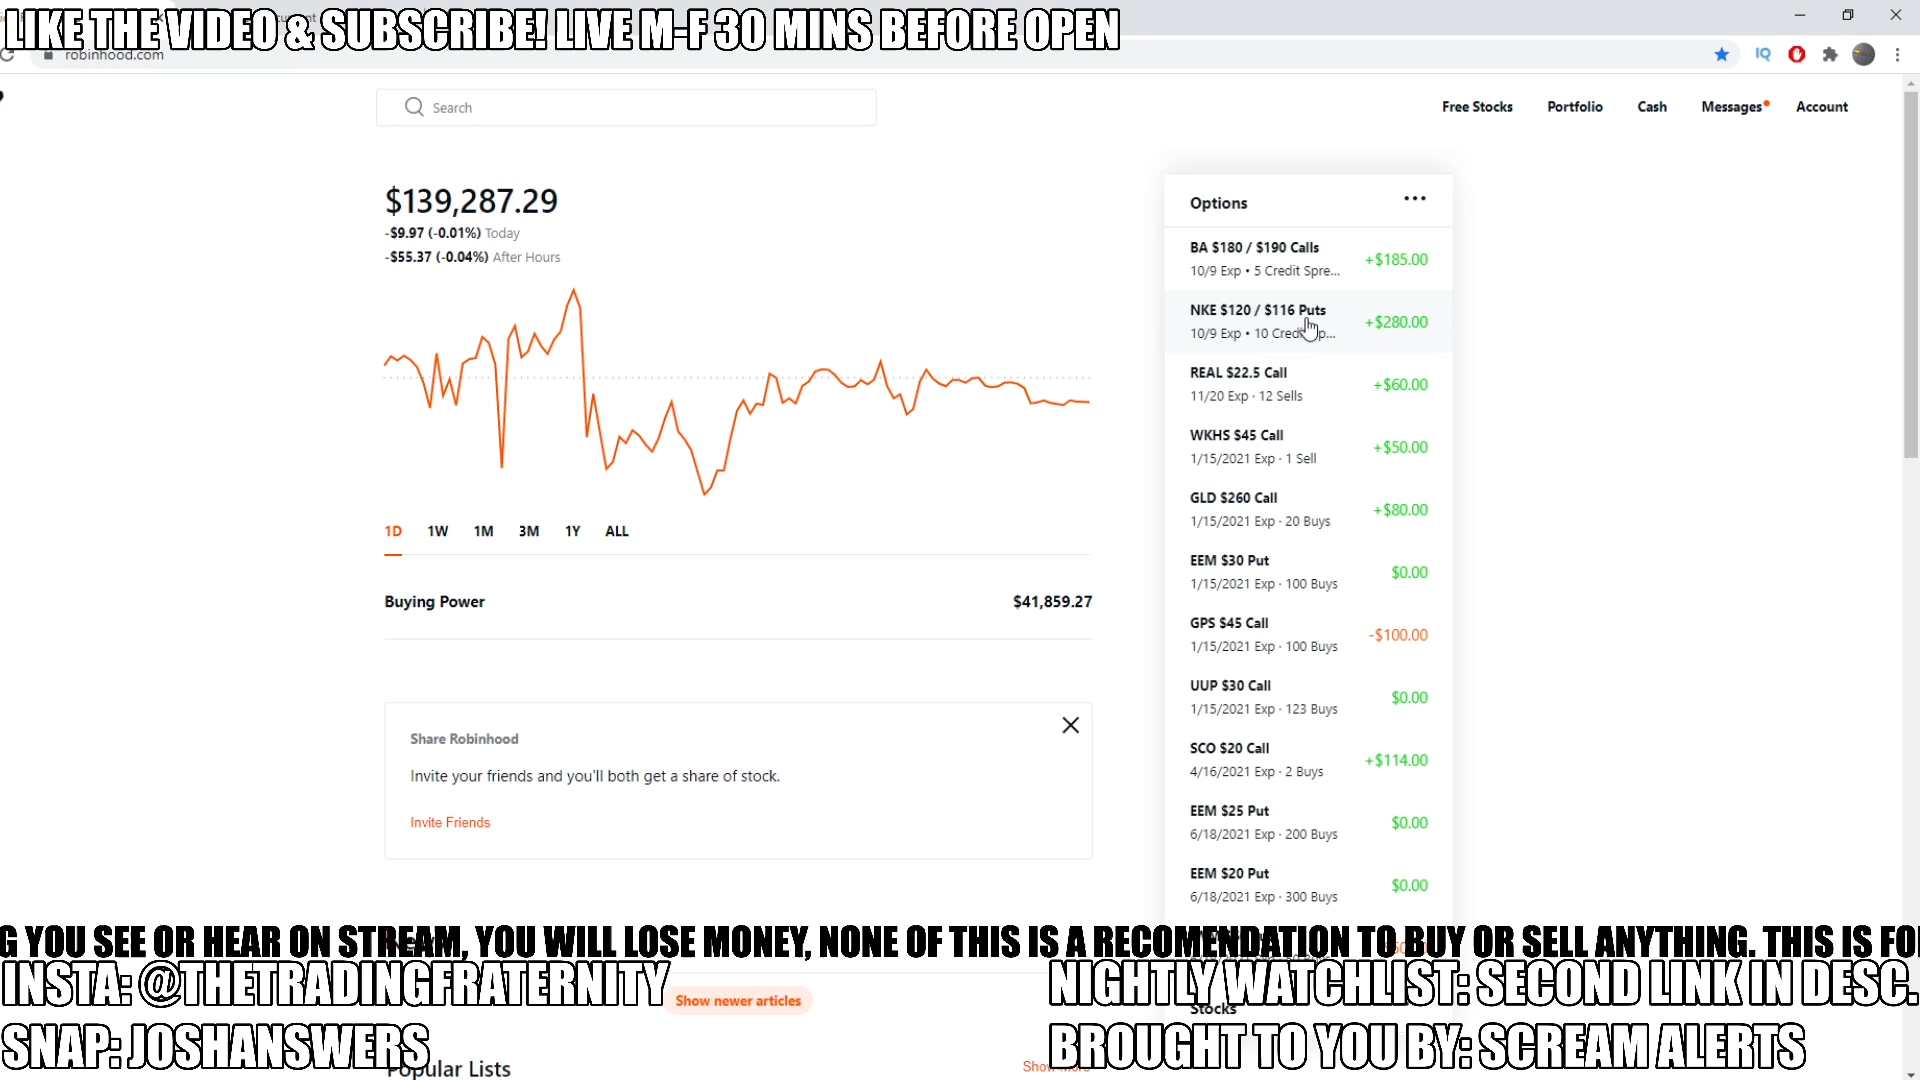 LIKE THE VIDEO & SUBSCRIBE! LIVE M-F 30 MINS BEFORE OPEN
robinhood.com
IQ
Search
Free Stocks
Portfolio
Cash
Messages
Account
$139,287.29
-$9.97 (-0.01%) Today
-$55.37 (-0.04%) After Hours
1D 1W 1M 3M 1Y ALL
Buying Power $41,859.27
Share Robinhood
Invite your friends and you'll both get a share of stock.
Invite Friends
Options
BA $180 / $190 Calls
10/9 Exp • 5 Credit Spre...
+$185.00
NKE $120 / $116 Puts
10/9 Exp • 10 Credit Sp...
+$280.00
REAL $22.5 Call
11/20 Exp · 12 Sells
+$60.00
WKHS $45 Call
1/15/2021 Exp · 1 Sell
+$50.00
GLD $260 Call
1/15/2021 Exp · 20 Buys
+$80.00
EEM $30 Put
1/15/2021 Exp · 100 Buys
$0.00
GPS $45 Call
1/15/2021 Exp · 100 Buys
-$100.00
UUP $30 Call
1/15/2021 Exp · 123 Buys
$0.00
SCO $20 Call
4/16/2021 Exp · 2 Buys
+$114.00
EEM $25 Put
6/18/2021 Exp · 200 Buys
$0.00
EEM $20 Put
6/18/2021 Exp · 300 Buys
$0.00
G YOU SEE OR HEAR ON STREAM, YOU WILL LOSE MONEY, NONE OF THIS IS A RECOMENDATION TO BUY OR SELL ANYTHING. THIS IS FO
INSTA: @THETRADINGFRATERNITY
Show newer articles
NIGHTLY WATCHLIST: SECOND LINK IN DESC.
Stocks
SNAP: JOSHANSWERS
BROUGHT TO YOU BY: SCREAM ALERTS
Popular Lists
Show More